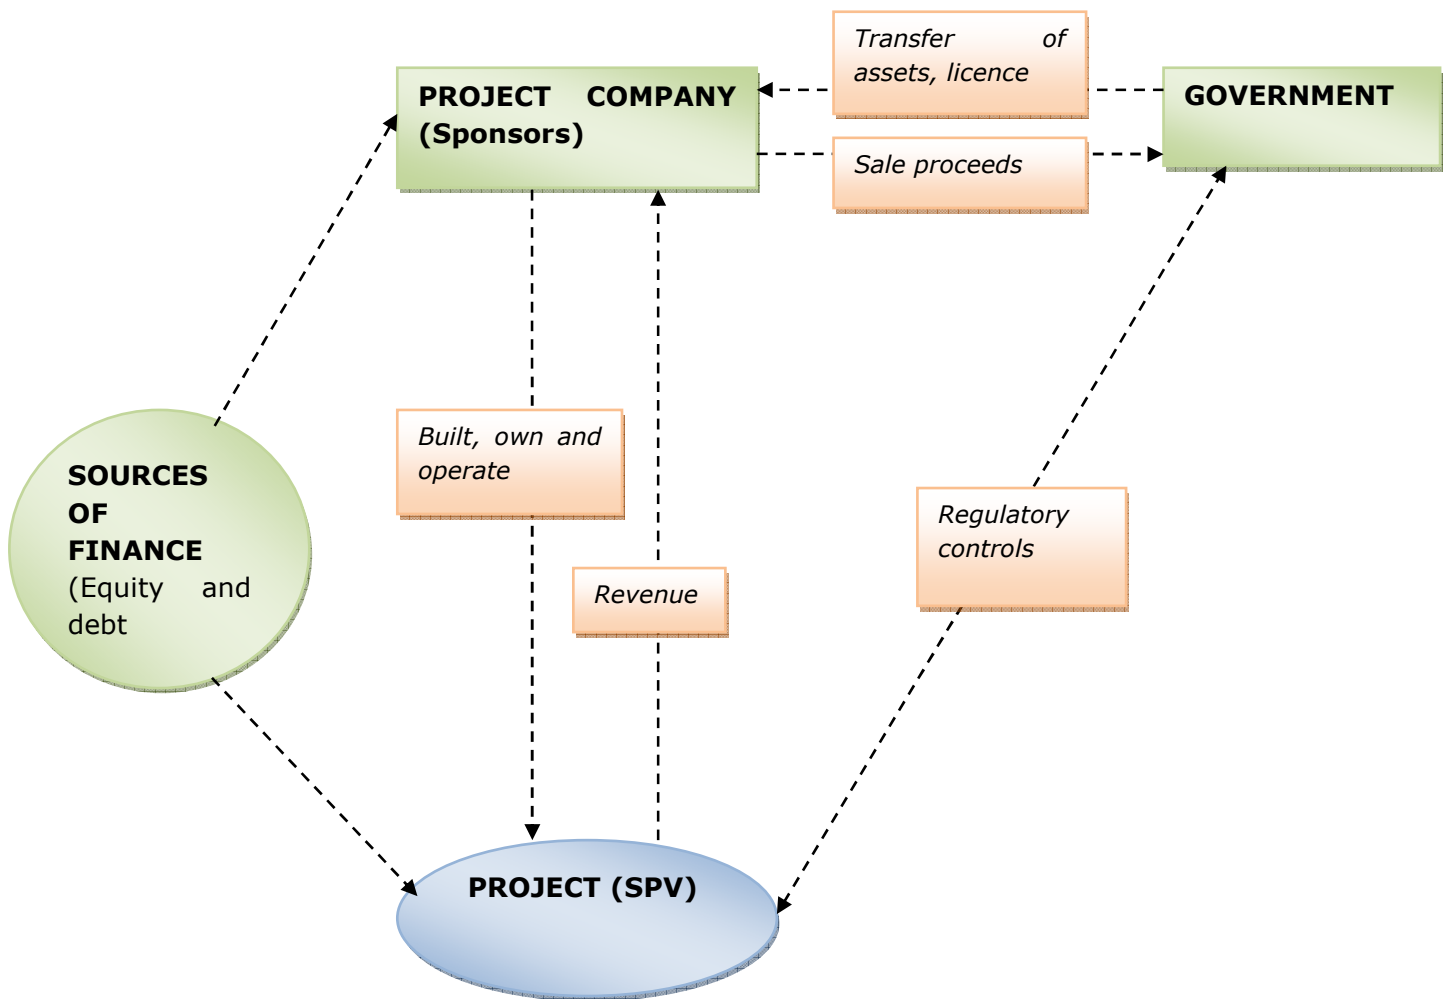 Transfer of
assets, licence
PROJECT COMPANY
(Sponsors)
GOVERNMENT
Sale proceeds
Built, own and
operate
SOURCES
OF
FINANCE
(Equity and
debt
Regulatory
controls
Revenue
PROJECT (SPV)